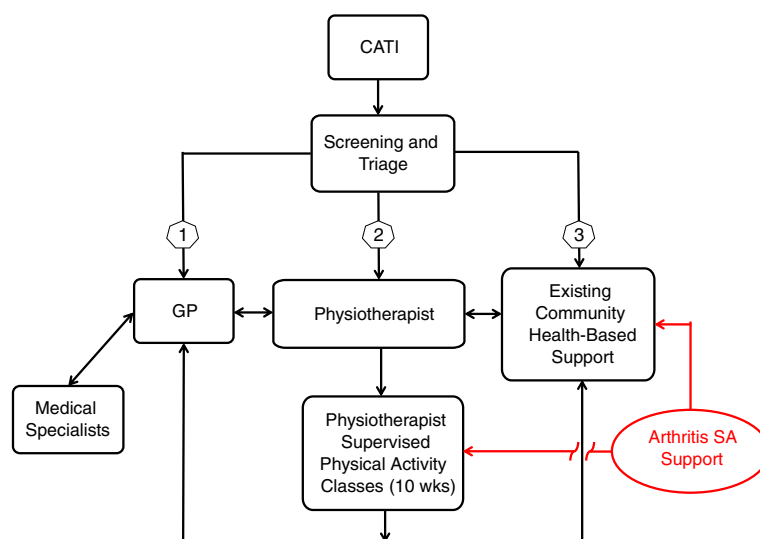 CATI
Screening and
Triage
1
2
3
GP
Physiotherapist
Existing
Community
Health-Based
Support
Medical
Specialists
Physiotherapist
Supervised
Physical Activity
Classes (10 wks)
Arthritis SA
Support